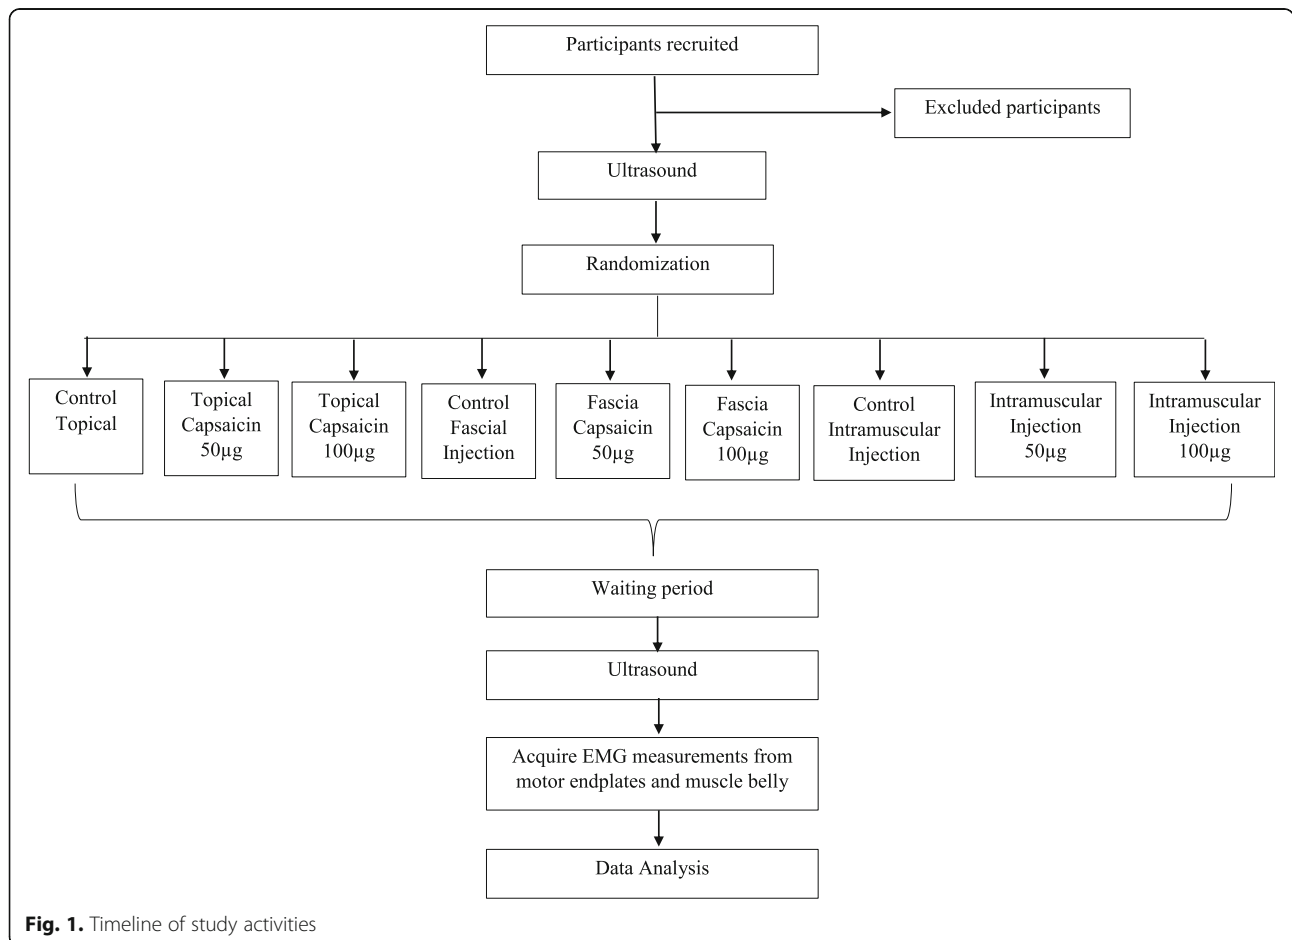 Participants recruited
Excluded participants
Ultrasound
Randomization
Control
Topical
Topical
Capsaicin
50µg
Topical
Capsaicin
100µg
Control
Fascial
Injection
Fascia
Capsaicin
50µg
Fascia
Capsaicin
100µg
Control
Intramuscular
Injection
Intramuscular
Injection
50µg
Intramuscular
Injection
100µg
Waiting period
Ultrasound
Acquire EMG measurements from
motor endplates and muscle belly
Data Analysis
Fig. 1. Timeline of study activities